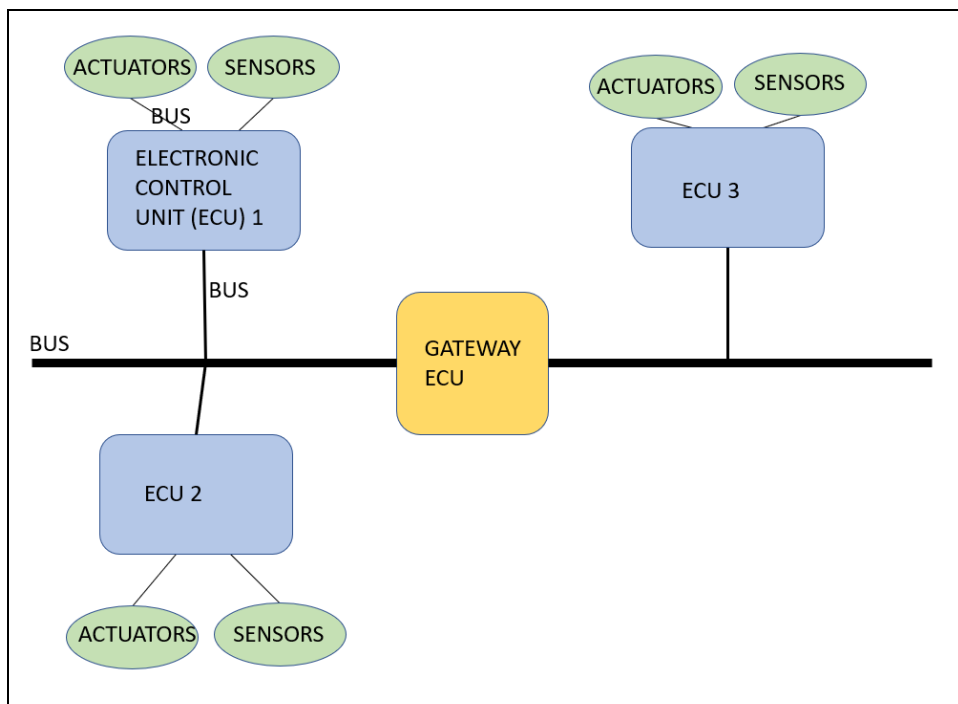 ACTUATORS
SENSORS
BUS
ELECTRONIC
CONTROL
UNIT (ECU) 1
ACTUATORS
SENSORS
ECU 3
BUS
BUS
GATEWAY
ECU
ECU 2
ACTUATORS
SENSORS